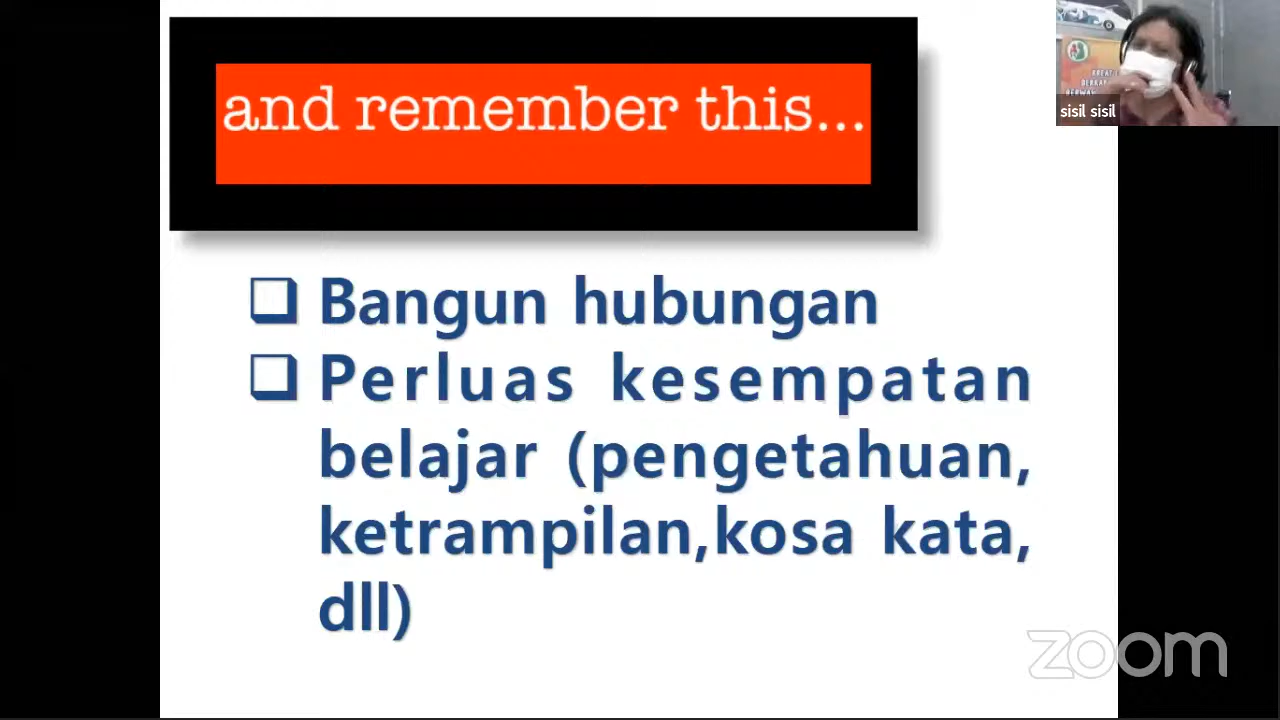 and remember this...
Bangun hubungan
Perluas kesempatan
belajar (pengetahuan,
ketrampilan,kosa kata,
dll)
sisil sisil
zoom